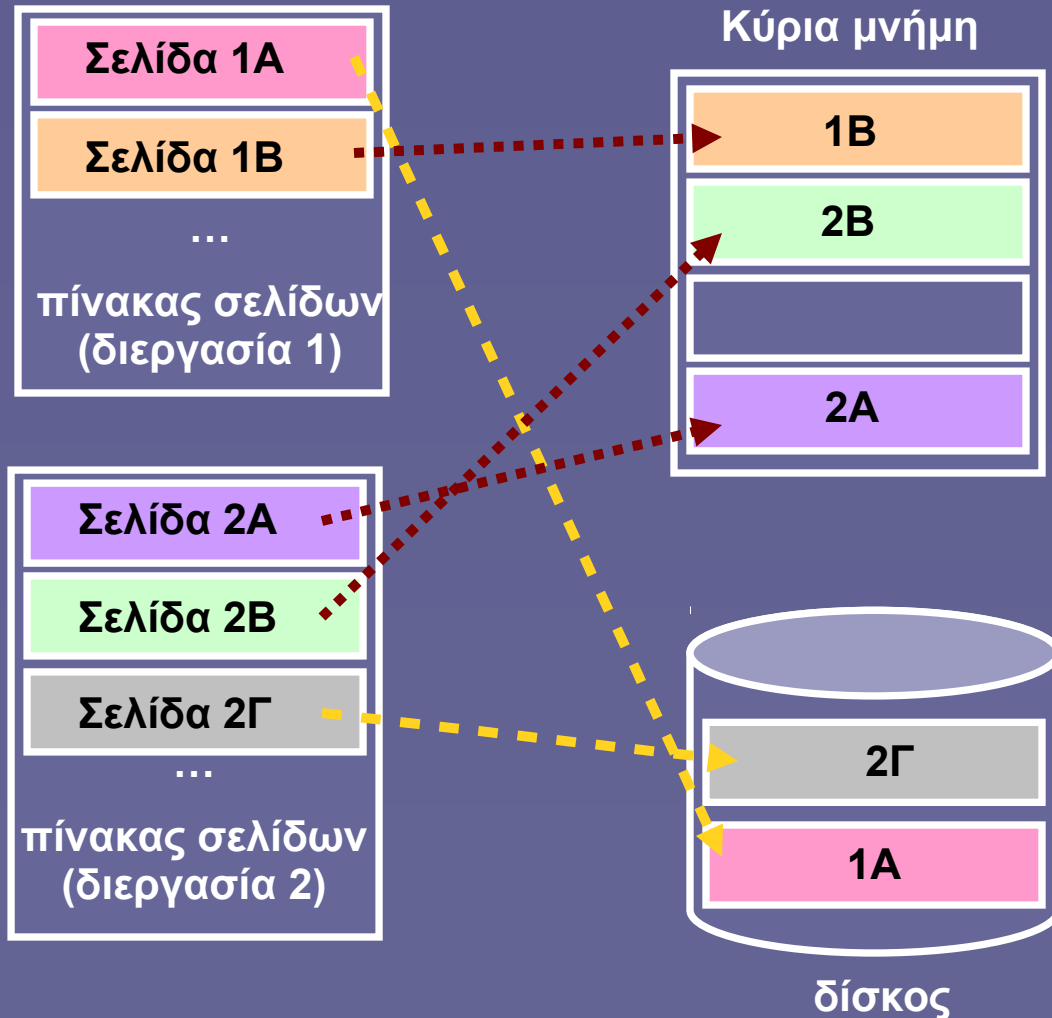 Σελίδα 1Α
Σελίδα 1Β
…
πίνακας σελίδων
(διεργασία 1)
Σελίδα 2Α
Σελίδα 2Β
Σελίδα 2Γ
…
πίνακας σελίδων
(διεργασία 2)
Κύρια μνήμη
1Β
2Β
2Α
2Γ
1Α
δίσκος